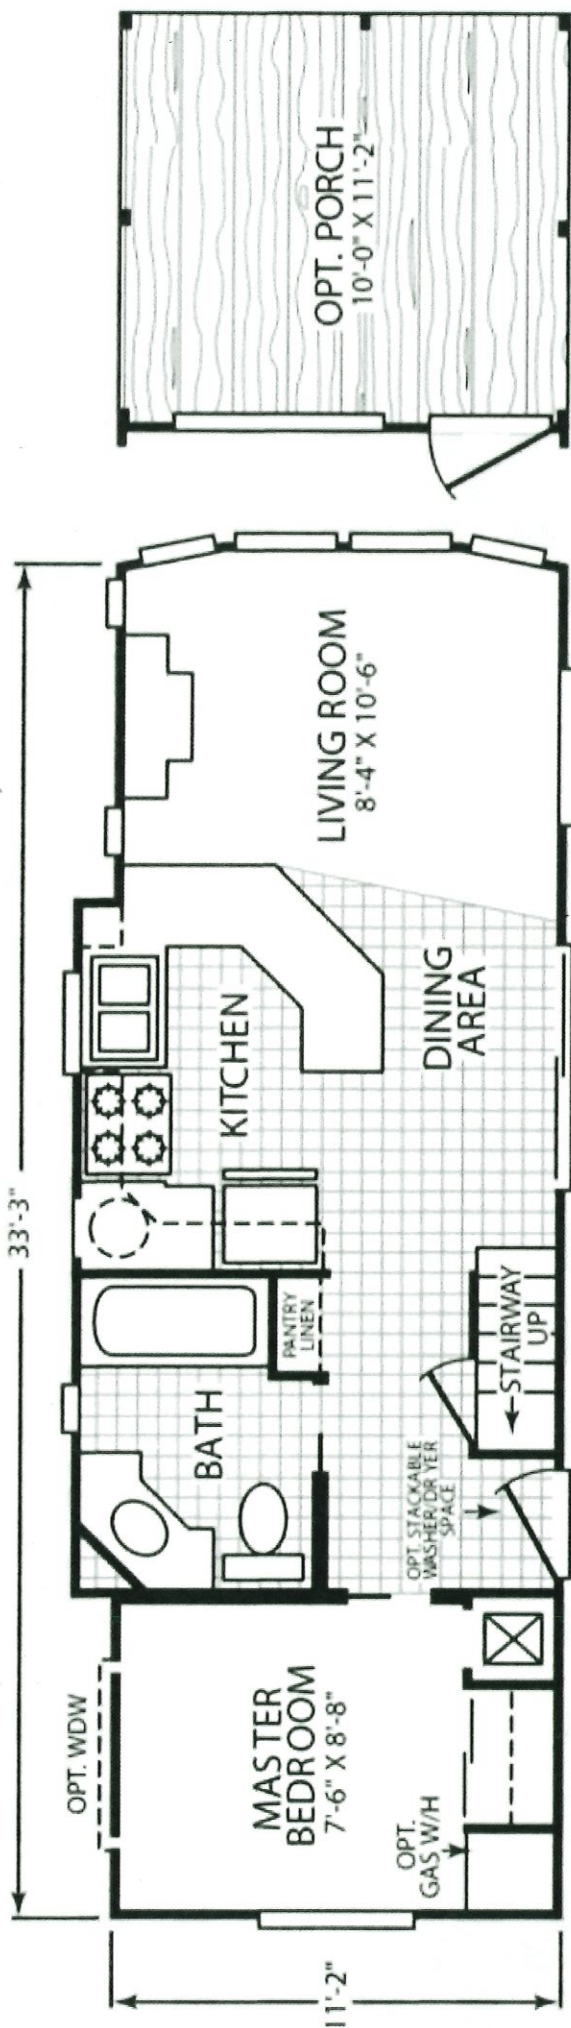 33'-3"
11'-2"
OPT. WDW
MASTER
BEDROOM
7'-6" X 8'-8"
OPT.
GAS W/H
BATH
PANTRY
LINEN
OPT. STACKABLE
WASHER/DRYER
SPACE
STAIRWAY
UP
KITCHEN
DINING
AREA
LIVING ROOM
8'-4" X 10'-6"
OPT. PORCH
10'-0" X 11'-2"